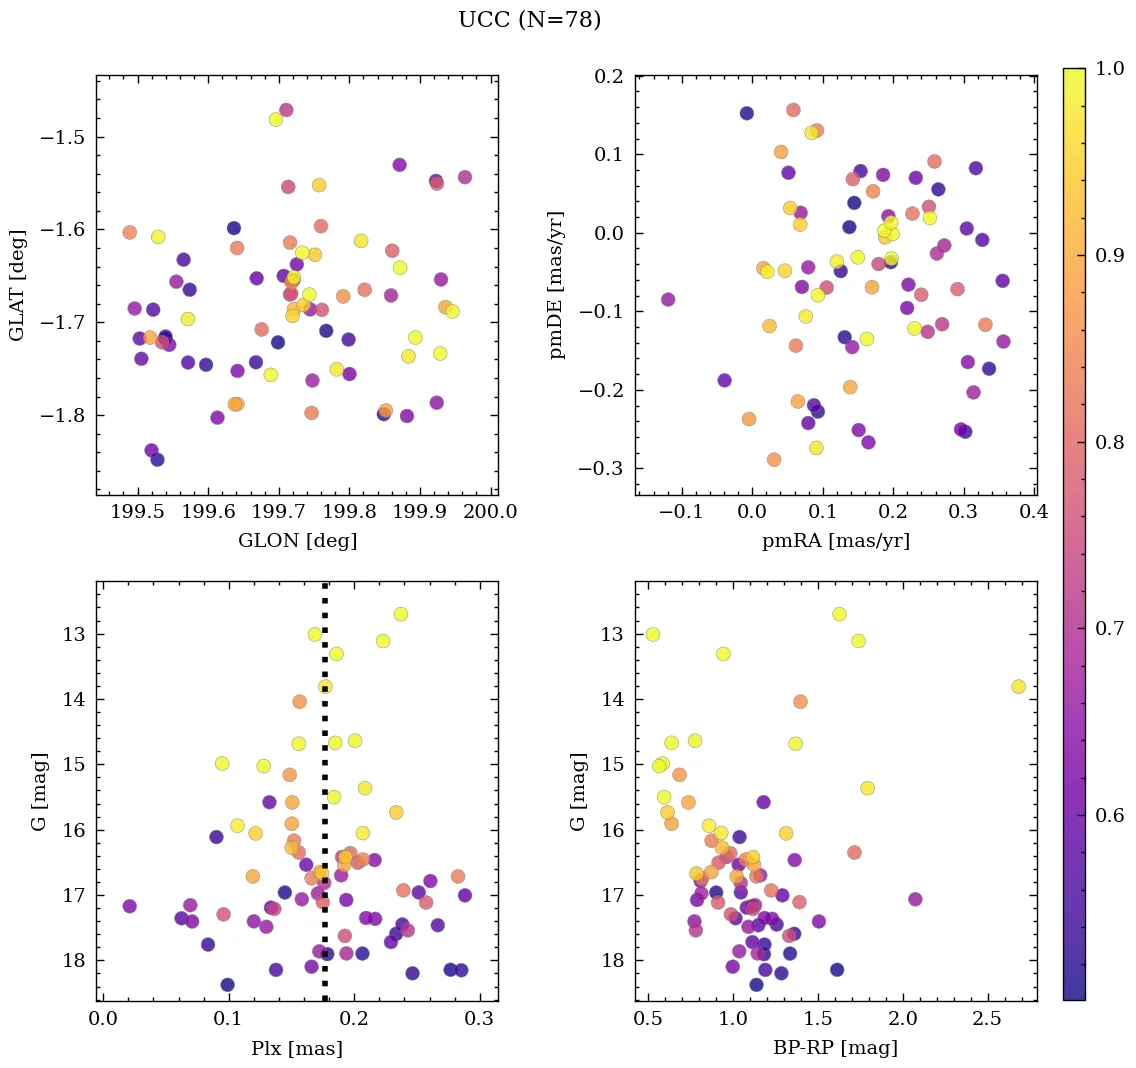 UCC (N=78)
−1.5
−1.6
−1.7
−1.8
GLAT [deg]
199.5 199.6 199.7 199.8 199.9 200.0
GLON [deg]
0.2
0.1
0.0
−0.1
−0.2
−0.3
pmDE [mas/yr]
−0.1 0.0 0.1 0.2 0.3 0.4
pmRA [mas/yr]
13
14
15
16
17
18
G [mag]
0.0 0.1 0.2 0.3
Plx [mas]
13
14
15
16
17
18
G [mag]
0.5 1.0 1.5 2.0 2.5
BP-RP [mag]
1.0
0.9
0.8
0.7
0.6